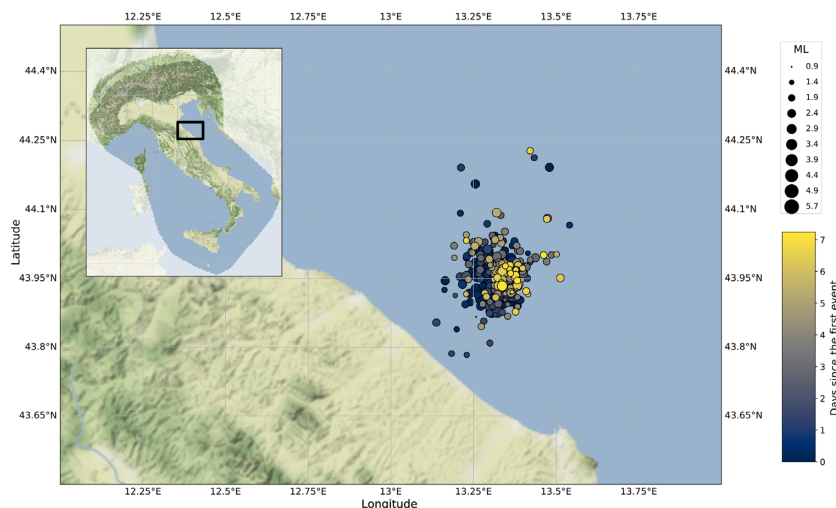 12.25°E 12.5°E 12.75°E 13°E 13.25°E 13.5°E 13.75°E
44.4°N 44.4°N
44.25°N 44.25°N
44.1°N 44.1°N
43.95°N 43.95°N
43.8°N 43.8°N
43.65°N 43.65°N
Latitude
12.25°E 12.5°E 12.75°E 13°E 13.25°E 13.5°E 13.75°E
Longitude
ML
0.9
1.4
1.9
2.4
2.9
3.4
3.9
4.4
4.9
5.7
7
6
5
4
3
2
1
0
Days since the first event